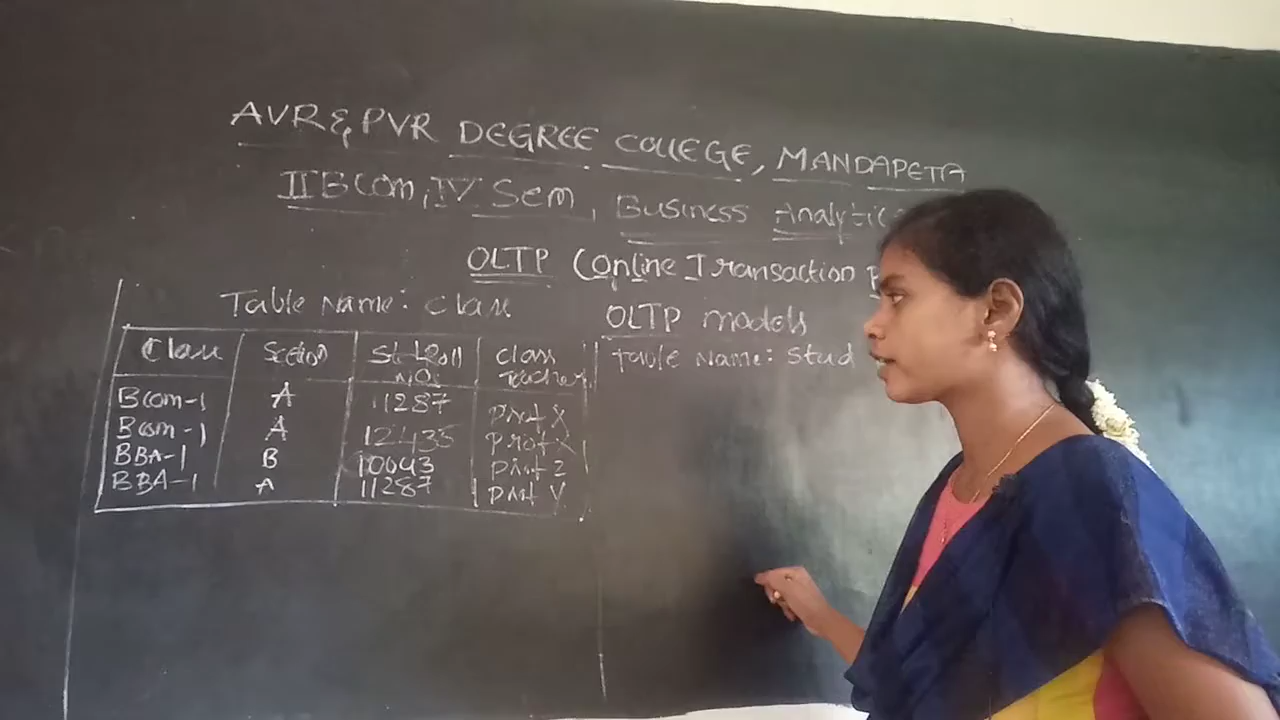 AVR & PVR DEGREE COLLEGE, MANDAPETA
II B Com, IV Sem, Business Analytic
OLTP (Online Transaction P
Table Name: Class
Class Section St-Roll No: Class Teacher
Bcom-1 A 11287 Prof X
Bcom-1 A 12435 Prof X
BBA-1 B 10043 Prof Z
BBA-1 A 11287 Prof Y
OLTP models
Table Name: Stud